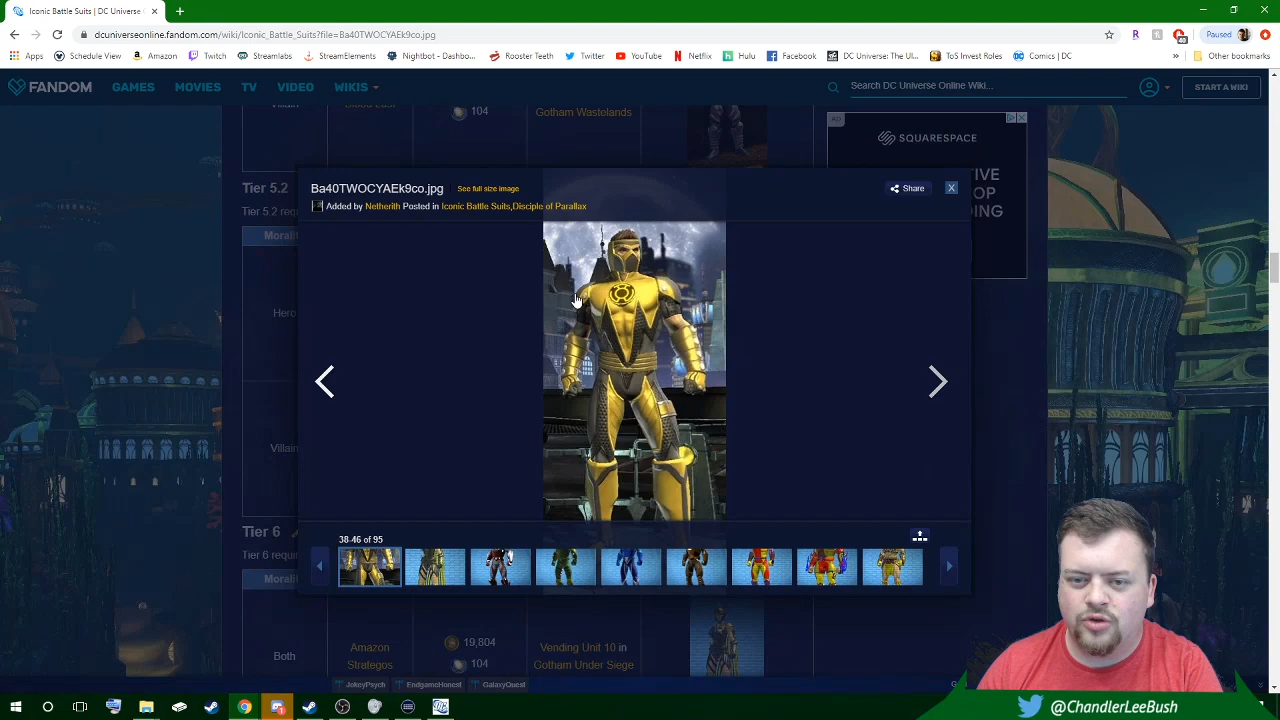 Iconic Battle Suits | DC Universe
dcuniverseonline.fandom.com/wiki/Iconic_Battle_Suits?file=Ba40TWOCYAEk9co.jpg
Paused
Apps Schedule View Amazon Twitch Streamlabs StreamElements Nightbot - Dashbo... Rooster Teeth Twitter YouTube Netflix Hulu Facebook DC Universe: The Ul... ToS Invest Roles Comics | DC Other bookmarks
FANDOM GAMES MOVIES TV VIDEO WIKIS Search DC Universe Online Wiki... START A WIKI
104 Gotham Wastelands
AD
SQUARESPACE
Tier 5.2
Ba40TWOCYAEk9co.jpg See full size image Share X
Added by Netherith Posted in Iconic Battle Suits,Disciple of Parallax
Hero
Tier 6
38-46 of 95
Both
Amazon
Strategos
19,804
104
Vending Unit 10 in
Gotham Under Siege
JokeyPsych EndgameHonest GalaxyQuest
@ChandlerLeeBush